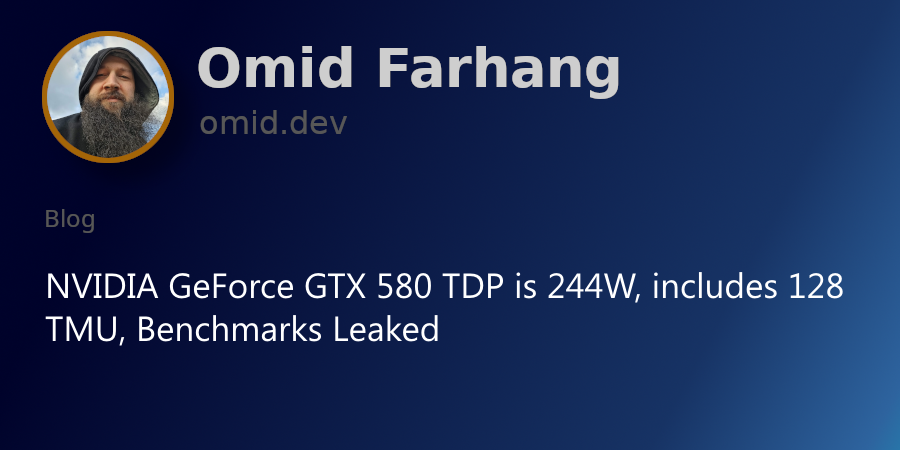 Omid Farhang
omid.dev
Blog
NVIDIA GeForce GTX 580 TDP is 244W, includes 128
TMU, Benchmarks Leaked